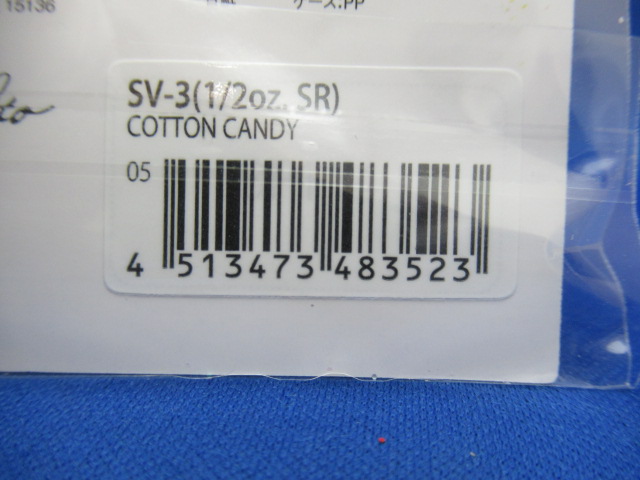 15136
ケース:PP
SV-3(1/2oz. SR)
COTTON CANDY
05
4 513473 483523